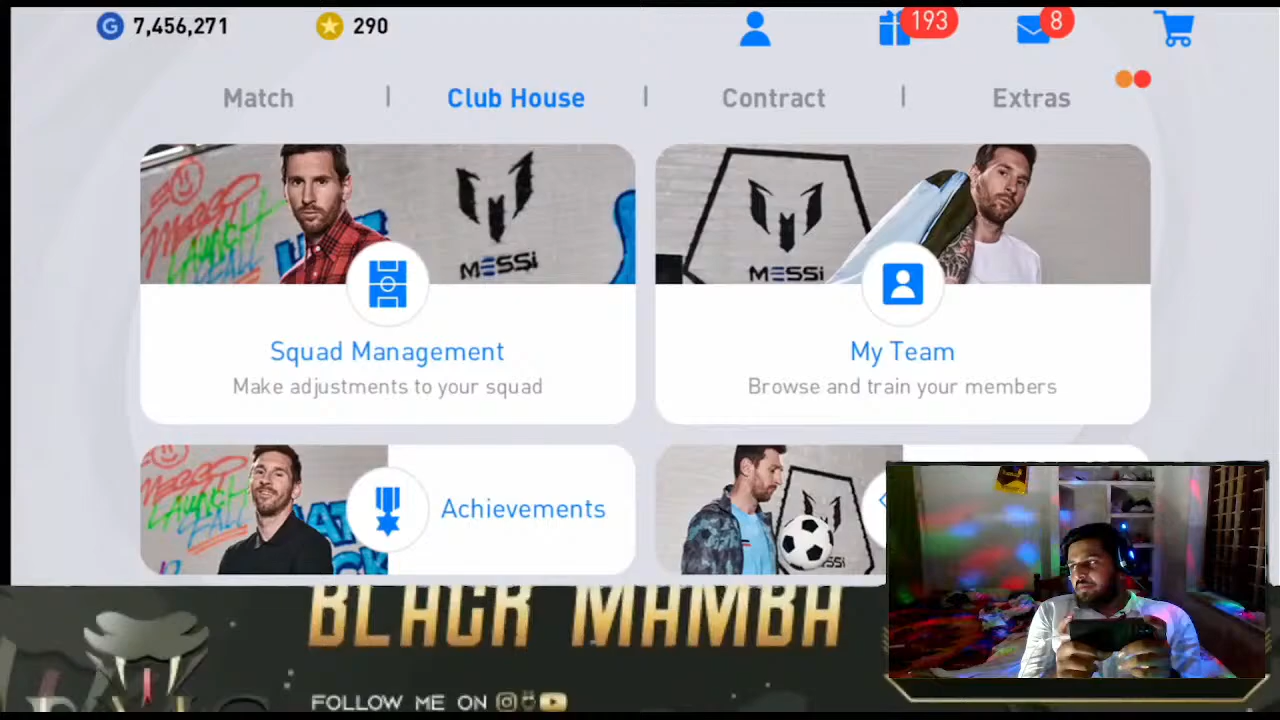 G 7,456,271 290 193 8
Match Club House Contract Extras
MESSI
MESSI
Squad Management
My Team
Make adjustments to your squad
Browse and train your members
Achievements
BLACK MAMBA
FOLLOW ME ON